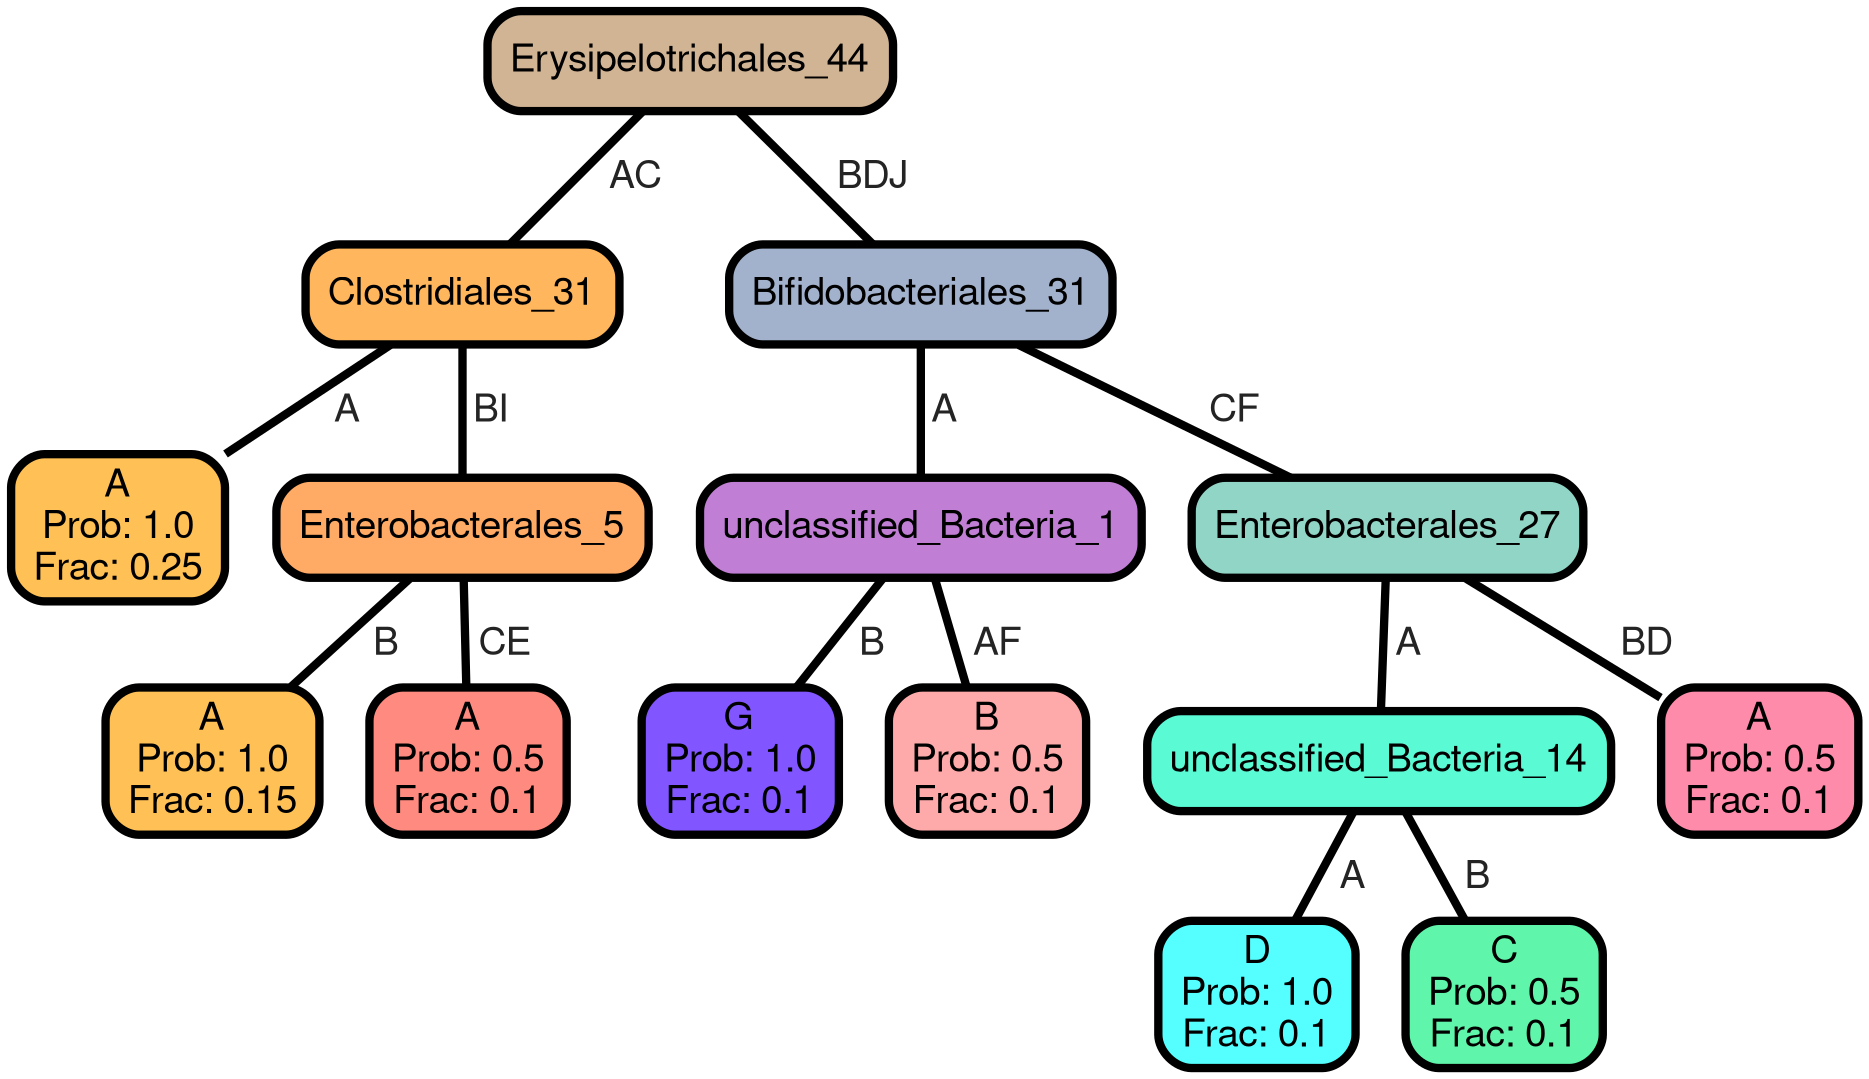 Erysipelotrichales_44
AC
BDJ
Clostridiales_31
Bifidobacteriales_31
A
BI
A
CF
A
Prob: 1.0
Frac: 0.25
Enterobacterales_5
unclassified_Bacteria_1
Enterobacterales_27
B
CE
B
AF
A
BD
A
Prob: 1.0
Frac: 0.15
A
Prob: 0.5
Frac: 0.1
G
Prob: 1.0
Frac: 0.1
B
Prob: 0.5
Frac: 0.1
unclassified_Bacteria_14
A
Prob: 0.5
Frac: 0.1
A
B
D
Prob: 1.0
Frac: 0.1
C
Prob: 0.5
Frac: 0.1